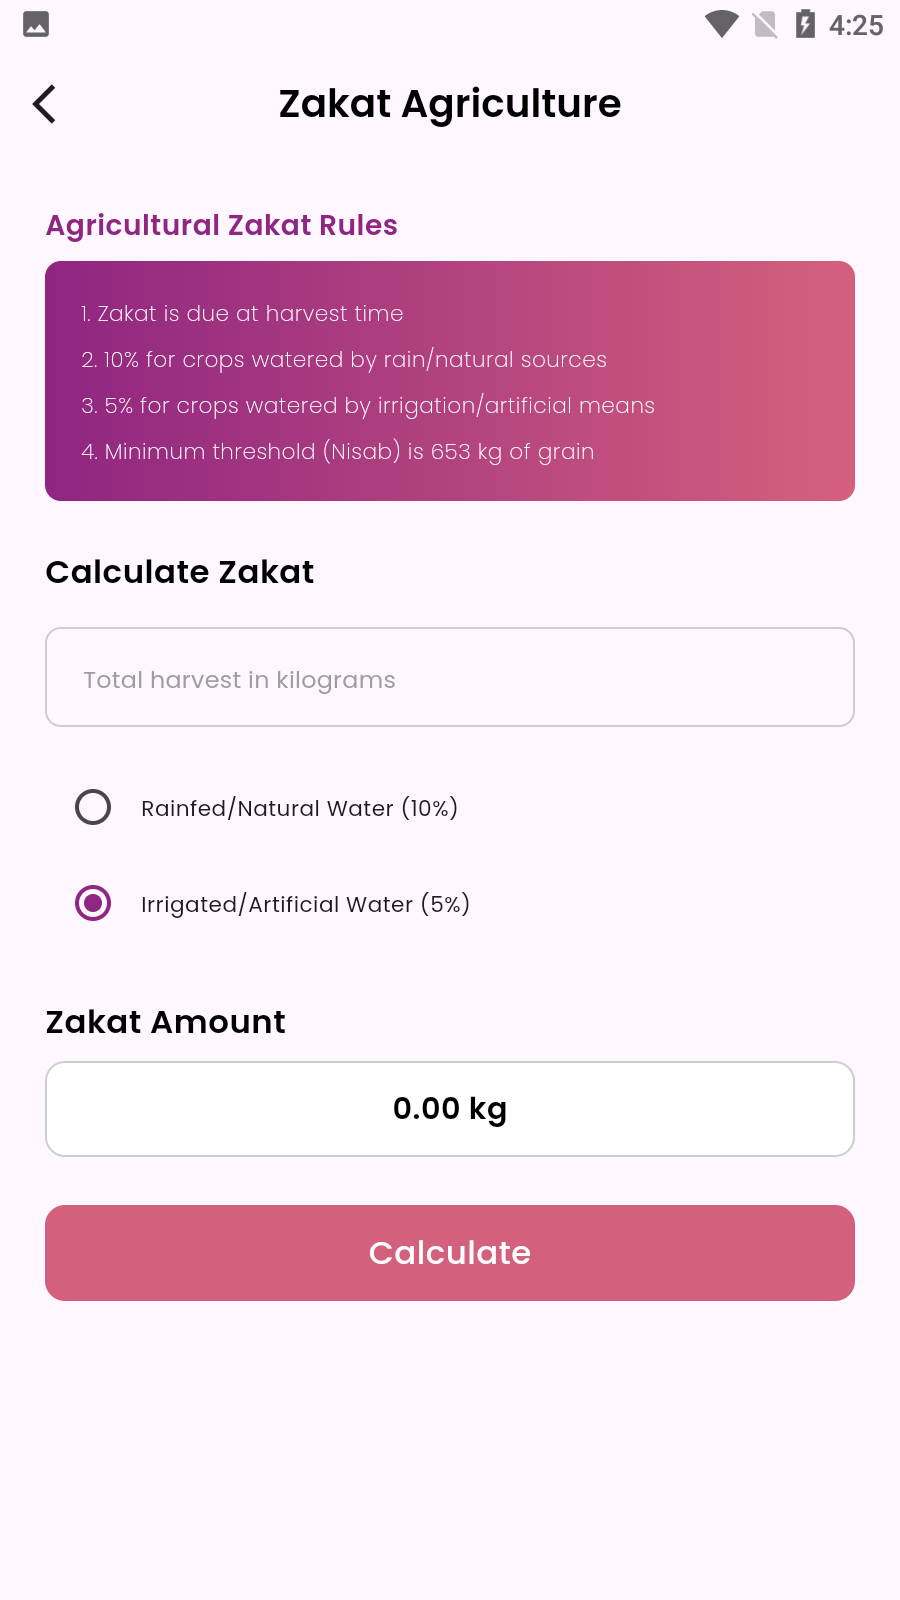 4:25
Zakat Agriculture
Agricultural Zakat Rules
1. Zakat is due at harvest time
2. 10% for crops watered by rain/natural sources
3. 5% for crops watered by irrigation/artificial means
4. Minimum threshold (Nisab) is 653 kg of grain
Calculate Zakat
Total harvest in kilograms
Rainfed/Natural Water (10%)
Irrigated/Artificial Water (5%)
Zakat Amount
0.00 kg
Calculate